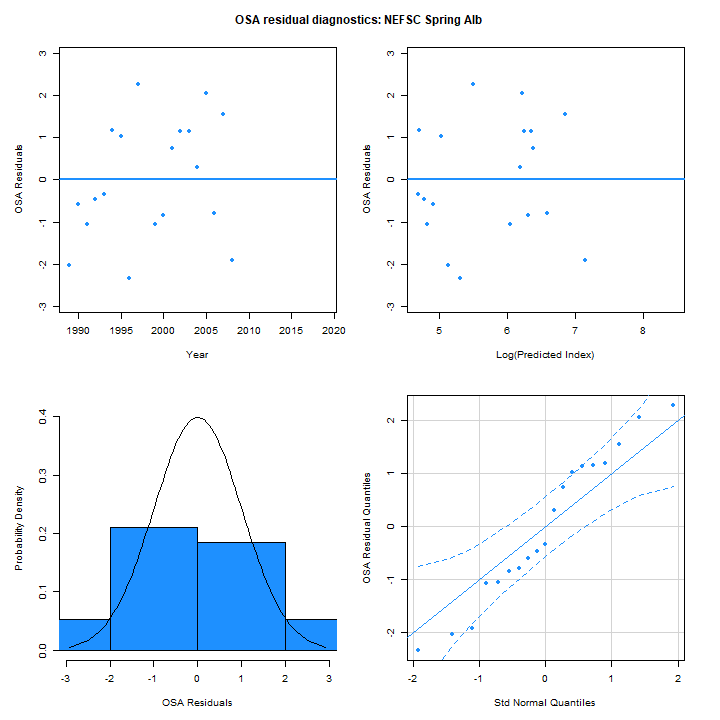 OSA residual diagnostics: NEFSC Spring Alb
3
2
1
0
-1
-2
-3
OSA Residuals
1990 1995 2000 2005 2010 2015 2020
Year
3
2
1
0
-1
-2
-3
OSA Residuals
5 6 7 8
Log(Predicted Index)
0.4
0.3
0.2
0.1
0.0
Probability Density
-3 -2 -1 0 1 2 3
OSA Residuals
2
1
0
-1
-2
OSA Residual Quantiles
-2 -1 0 1 2
Std Normal Quantiles